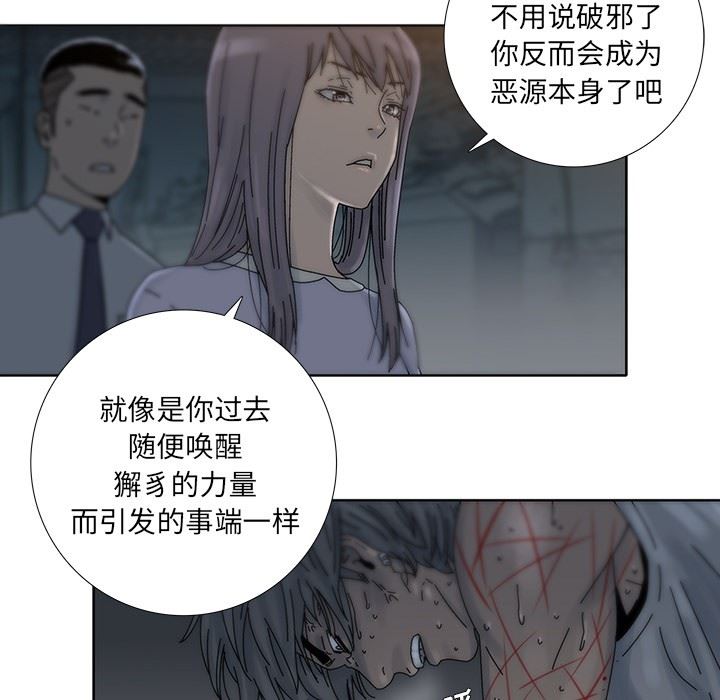 不用说破邪了
你反而会成为
恶源本身了吧
就像是你过去
随便唤醒
獬豸的力量
而引发的事端一样